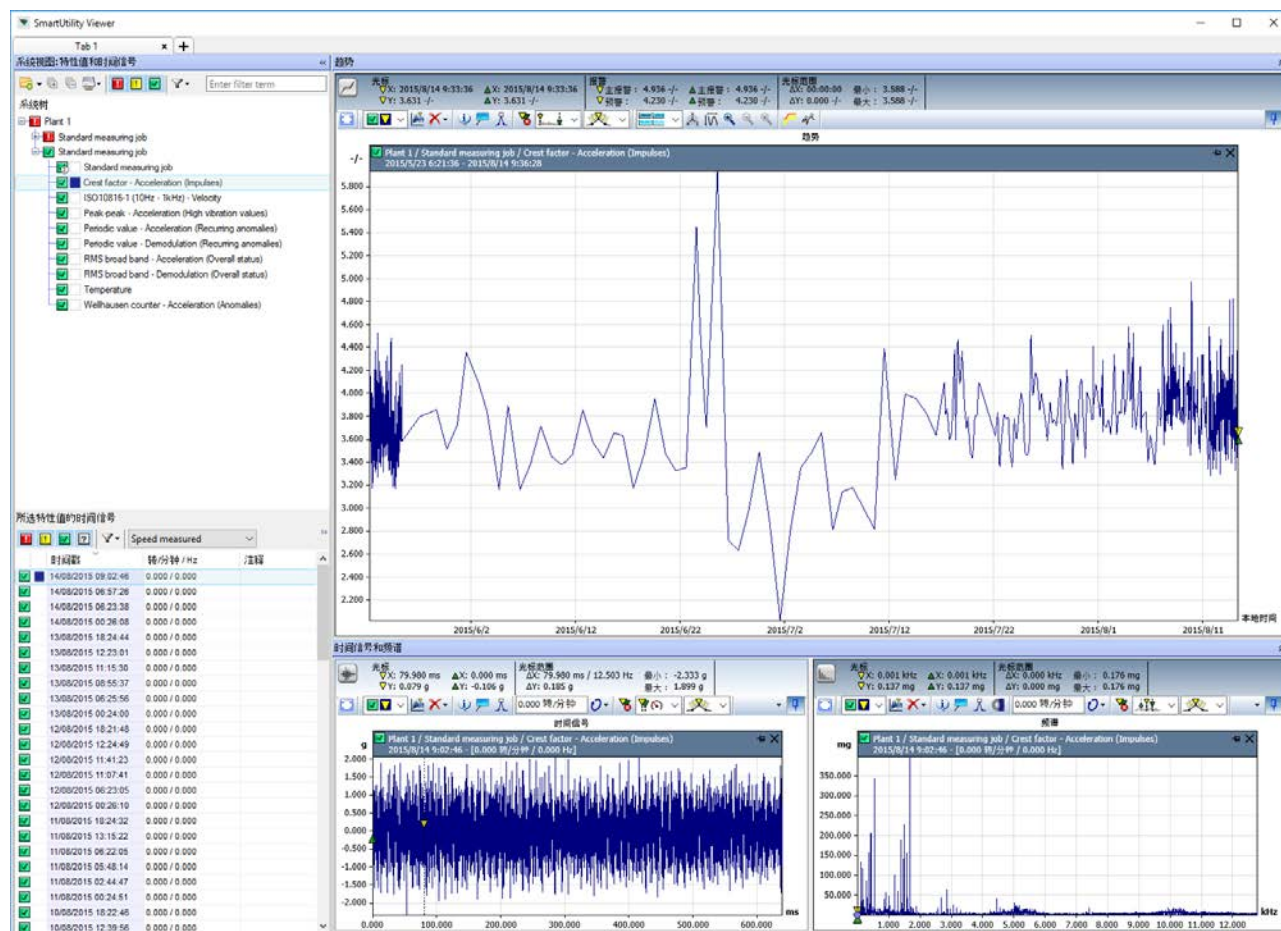 SmartUtility Viewer
Tab 1
系统视图:特性值和时间信号
Enter filter term
系统树
Plant 1
Standard measuring job
Standard measuring job
Standard measuring job
Crest factor - Acceleration (Impulses)
ISO10816-1 (10Hz - 1kHz) - Velocity
Peak-peak - Acceleration (High vibration values)
Periodic value - Acceleration (Recurring anomalies)
Periodic value - Demodulation (Recurring anomalies)
RMS broad band - Acceleration (Overall status)
RMS broad band - Demodulation (Overall status)
Temperature
Wellhausen counter - Acceleration (Anomalies)
所选特性值的时间信号
Speed measured
时间戳 转/分钟 / Hz 注释
14/08/2015 09:02:46 0.000 / 0.000
14/08/2015 06:57:26 0.000 / 0.000
14/08/2015 06:23:38 0.000 / 0.000
14/08/2015 00:26:08 0.000 / 0.000
13/08/2015 18:24:44 0.000 / 0.000
13/08/2015 12:23:01 0.000 / 0.000
13/08/2015 11:15:38 0.000 / 0.000
13/08/2015 08:55:37 0.000 / 0.000
13/08/2015 06:25:56 0.000 / 0.000
13/08/2015 00:24:00 0.000 / 0.000
12/08/2015 18:21:48 0.000 / 0.000
12/08/2015 12:24:49 0.000 / 0.000
12/08/2015 11:41:23 0.000 / 0.000
12/08/2015 11:07:41 0.000 / 0.000
12/08/2015 06:23:05 0.000 / 0.000
12/08/2015 00:26:10 0.000 / 0.000
11/08/2015 18:24:32 0.000 / 0.000
11/08/2015 13:15:22 0.000 / 0.000
11/08/2015 06:22:05 0.000 / 0.000
11/08/2015 05:48:14 0.000 / 0.000
11/08/2015 02:44:47 0.000 / 0.000
11/08/2015 00:24:51 0.000 / 0.000
10/08/2015 18:22:46 0.000 / 0.000
10/08/2015 12:39:56 0.000 / 0.000
趋势
光标 报警 光标范围
X: 2015/8/14 9:33:36 X: 2015/8/14 9:33:36 主报警: 4.936 -/- 主报警: 4.936 -/- ΔX: 00:00:00 最小: 3.588 -/-
Y: 3.631 -/- Y: 3.631 -/- 预警: 4.230 -/- 预警: 4.230 -/- ΔY: 0.000 -/- 最大: 3.588 -/-
趋势
-/-
Plant 1 / Standard measuring job / Crest factor - Acceleration (Impulses)
2015/5/23 6:21:36 - 2015/8/14 9:36:28
5.800
5.600
5.400
5.200
5.000
4.800
4.600
4.400
4.200
4.000
3.800
3.600
3.400
3.200
3.000
2.800
2.600
2.400
2.200
2015/6/2 2015/6/12 2015/6/22 2015/7/2 2015/7/12 2015/7/22 2015/8/1 2015/8/11
本地时间
时间信号和频谱
光标 光标范围
X: 79.980 ms X: 0.000 ms ΔX: 79.980 ms / 12.503 Hz 最小: -2.333 g
Y: 0.079 g Y: -0.106 g ΔY: 0.185 g 最大: 1.899 g
0.000 转/分钟
时间信号
g
Plant 1 / Standard measuring job / Crest factor - Acceleration (Impulses)
2015/8/14 9:02:46 - [0.000 转/分钟 / 0.000 Hz]
2.000
1.500
1.000
0.500
0.000
-0.500
-1.000
-1.500
-2.000
0.000 100.000 200.000 300.000 400.000 500.000 600.000
ms
光标 光标范围
X: 0.001 kHz X: 0.001 kHz ΔX: 0.000 kHz 最小: 0.176 mg
Y: 0.137 mg Y: 0.137 mg ΔY: 0.000 mg 最大: 0.176 mg
0.000 转/分钟
频谱
mg
Plant 1 / Standard measuring job / Crest factor - Acceleration (Impulses)
2015/8/14 9:02:46 - [0.000 转/分钟 / 0.000 Hz]
350.000
300.000
250.000
200.000
150.000
100.000
50.000
1.000 2.000 3.000 4.000 5.000 6.000 7.000 8.000 9.000 10.000 11.000 12.000
kHz